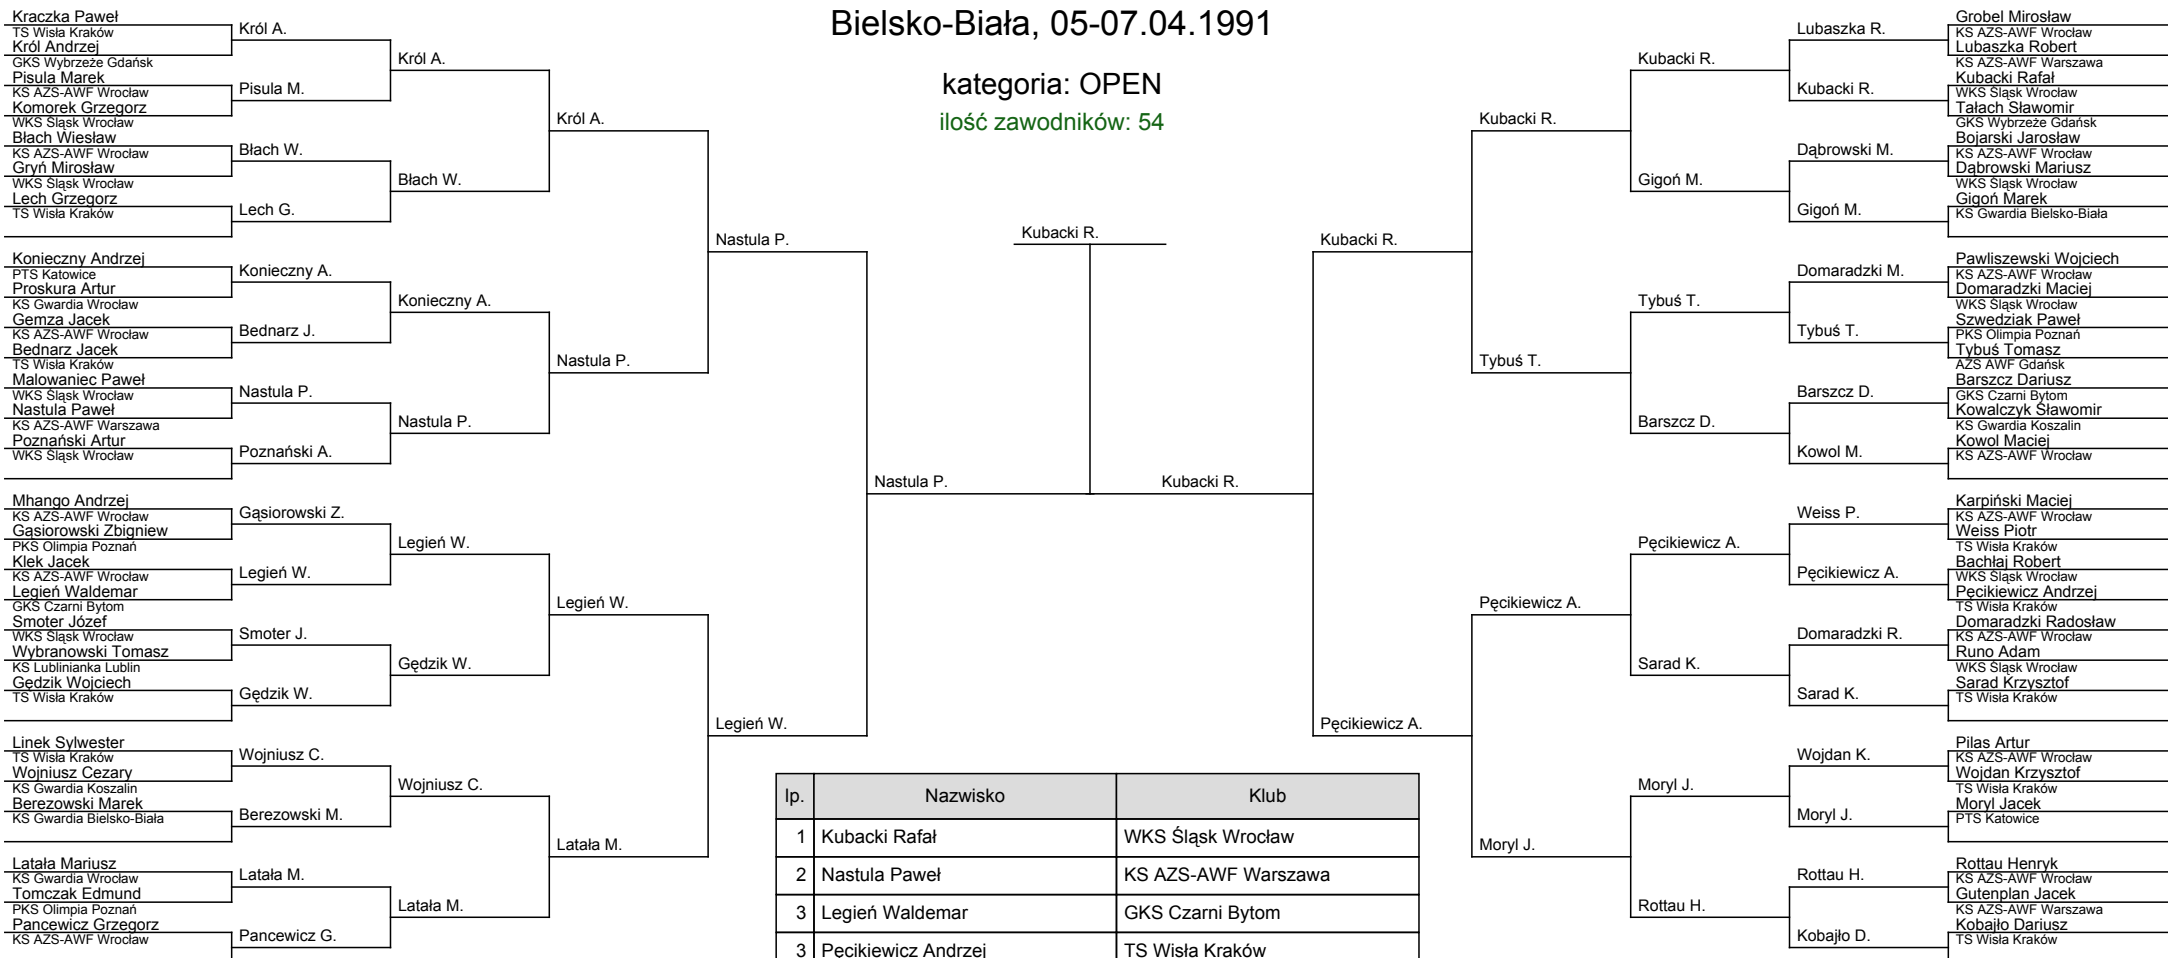 Bielsko-Biała, 05-07.04.1991
kategoria: OPEN
ilość zawodników: 54
Kraczka Paweł
TS Wisła Kraków
Król Andrzej
GKS Wybrzeże Gdańsk
Pisula Marek
KS AZS-AWF Wrocław
Komorek Grzegorz
WKS Śląsk Wrocław
Błach Wiesław
KS AZS-AWF Wrocław
Gryń Mirosław
WKS Śląsk Wrocław
Lech Grzegorz
TS Wisła Kraków
Konieczny Andrzej
PTS Katowice
Proskura Artur
KS Gwardia Wrocław
Gemza Jacek
KS AZS-AWF Wrocław
Bednarz Jacek
TS Wisła Kraków
Malowaniec Paweł
WKS Śląsk Wrocław
Nastula Paweł
KS AZS-AWF Warszawa
Poznański Artur
WKS Śląsk Wrocław
Mhango Andrzej
KS AZS-AWF Wrocław
Gąsiorowski Zbigniew
PKS Olimpia Poznań
Klek Jacek
KS AZS-AWF Wrocław
Legień Waldemar
GKS Czarni Bytom
Smoter Józef
WKS Śląsk Wrocław
Wybranowski Tomasz
KS Lublinianka Lublin
Gędzik Wojciech
TS Wisła Kraków
Linek Sylwester
TS Wisła Kraków
Wojniusz Cezary
KS Gwardia Koszalin
Berezowski Marek
KS Gwardia Bielsko-Biała
Latała Mariusz
KS Gwardia Wrocław
Tomczak Edmund
PKS Olimpia Poznań
Pancewicz Grzegorz
KS AZS-AWF Wrocław
Król A.
Pisula M.
Błach W.
Lech G.
Konieczny A.
Bednarz J.
Nastula P.
Poznański A.
Gąsiorowski Z.
Legień W.
Smoter J.
Gędzik W.
Wojniusz C.
Berezowski M.
Latała M.
Pancewicz G.
Król A.
Błach W.
Konieczny A.
Nastula P.
Legień W.
Gędzik W.
Wojniusz C.
Latała M.
Król A.
Nastula P.
Legień W.
Latała M.
Nastula P.
Legień W.
Nastula P.
Kubacki R.
Kubacki R.
Kubacki R.
Pęcikiewicz A.
Kubacki R.
Tybuś T.
Pęcikiewicz A.
Moryl J.
Kubacki R.
Gigoń M.
Tybuś T.
Barszcz D.
Pęcikiewicz A.
Sarad K.
Moryl J.
Rottau H.
Lubaszka R.
Kubacki R.
Dąbrowski M.
Gigoń M.
Domaradzki M.
Tybuś T.
Barszcz D.
Kowol M.
Weiss P.
Pęcikiewicz A.
Domaradzki R.
Sarad K.
Wojdan K.
Moryl J.
Rottau H.
Kobajło D.
Grobel Mirosław
KS AZS-AWF Wrocław
Lubaszka Robert
KS AZS-AWF Warszawa
Kubacki Rafał
WKS Śląsk Wrocław
Tałach Sławomir
GKS Wybrzeże Gdańsk
Bojarski Jarosław
KS AZS-AWF Wrocław
Dąbrowski Mariusz
WKS Śląsk Wrocław
Gigoń Marek
KS Gwardia Bielsko-Biała
Pawliszewski Wojciech
KS AZS-AWF Wrocław
Domaradzki Maciej
WKS Śląsk Wrocław
Szwedziak Paweł
PKS Olimpia Poznań
Tybuś Tomasz
AZS AWF Gdańsk
Barszcz Dariusz
GKS Czarni Bytom
Kowalczyk Sławomir
KS Gwardia Koszalin
Kowol Maciej
KS AZS-AWF Wrocław
Karpiński Maciej
KS AZS-AWF Wrocław
Weiss Piotr
TS Wisła Kraków
Bachłaj Robert
WKS Śląsk Wrocław
Pęcikiewicz Andrzej
TS Wisła Kraków
Domaradzki Radosław
KS AZS-AWF Wrocław
Runo Adam
WKS Śląsk Wrocław
Sarad Krzysztof
TS Wisła Kraków
Pilas Artur
KS AZS-AWF Wrocław
Wojdan Krzysztof
TS Wisła Kraków
Moryl Jacek
PTS Katowice
Rottau Henryk
KS AZS-AWF Wrocław
Gutenplan Jacek
KS AZS-AWF Warszawa
Kobajło Dariusz
TS Wisła Kraków
lp. Nazwisko Klub
1 Kubacki Rafał WKS Śląsk Wrocław
2 Nastula Paweł KS AZS-AWF Warszawa
3 Legień Waldemar GKS Czarni Bytom
3 Pęcikiewicz Andrzej TS Wisła Kraków